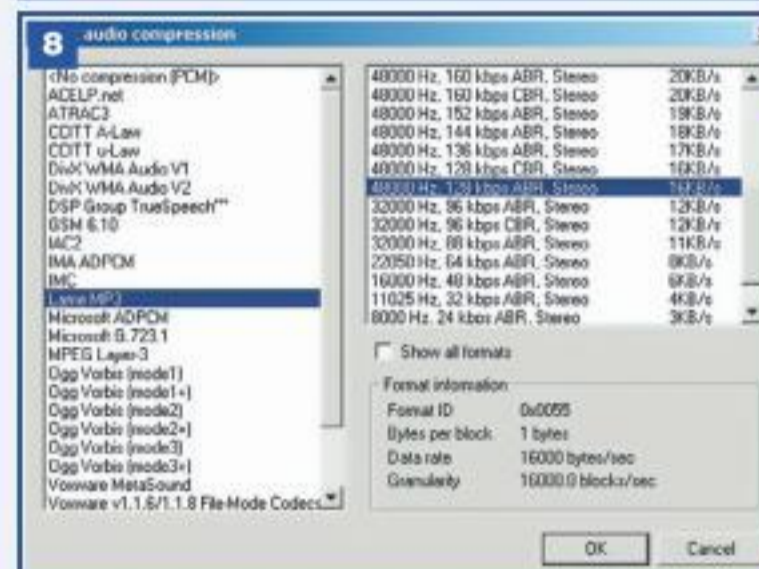 8
audio compression
<No compression (PCM)>
ACELP.net
ATRAC3
CCITT A-Law
CCITT u-Law
DivX WMA Audio V1
DivX WMA Audio V2
DSP Group TrueSpeech™
GSM 6.10
IAC2
IMA ADPCM
IMC
Lame MP3
Microsoft ADPCM
Microsoft G.723.1
MPEG Layer-3
Ogg Vorbis (mode1)
Ogg Vorbis (mode1+)
Ogg Vorbis (mode2)
Ogg Vorbis (mode2+)
Ogg Vorbis (mode3)
Ogg Vorbis (mode3+)
Voxware MetaSound
Voxware v1.1.6/1.1.8 File-Mode Codecs
48000 Hz, 160 kbps ABR, Stereo 20KB/s
48000 Hz, 160 kbps CBR, Stereo 20KB/s
48000 Hz, 152 kbps ABR, Stereo 19KB/s
48000 Hz, 144 kbps ABR, Stereo 18KB/s
48000 Hz, 136 kbps ABR, Stereo 17KB/s
48000 Hz, 128 kbps CBR, Stereo 16KB/s
48000 Hz, 128 kbps ABR, Stereo 16KB/s
32000 Hz, 96 kbps ABR, Stereo 12KB/s
32000 Hz, 96 kbps CBR, Stereo 12KB/s
32000 Hz, 88 kbps ABR, Stereo 11KB/s
22050 Hz, 64 kbps ABR, Stereo 8KB/s
16000 Hz, 48 kbps ABR, Stereo 6KB/s
11025 Hz, 32 kbps ABR, Stereo 4KB/s
8000 Hz, 24 kbps ABR, Stereo 3KB/s
Show all formats
Format information
Format ID 0x0055
Bytes per block 1 bytes
Data rate 16000 bytes/sec
Granularity 16000.0 blocks/sec
OK Cancel